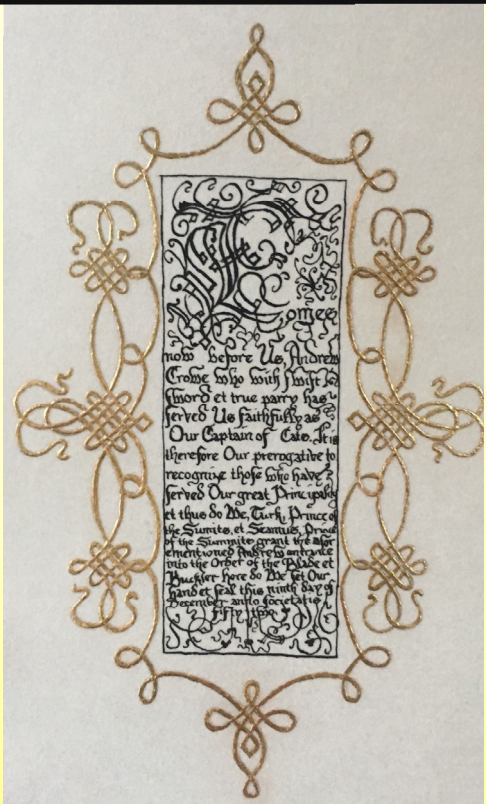 Comes
now before Us, Andrew
Crowe who with swift
sword et true parry has
served Us faithfully as
Our Captain of Cats. It is
therefore Our prerogative to
recognize those who have
served Our great Principality
et thus do We, Turk, Prince of
the Sumits, et Seamus, Prince
of the Summits grant the afor
ementioned Andrew entrance
into the Order of the Blade et
Buckler here do We set Our
hand et seal this ninth day of
December anno societatis
fifty two